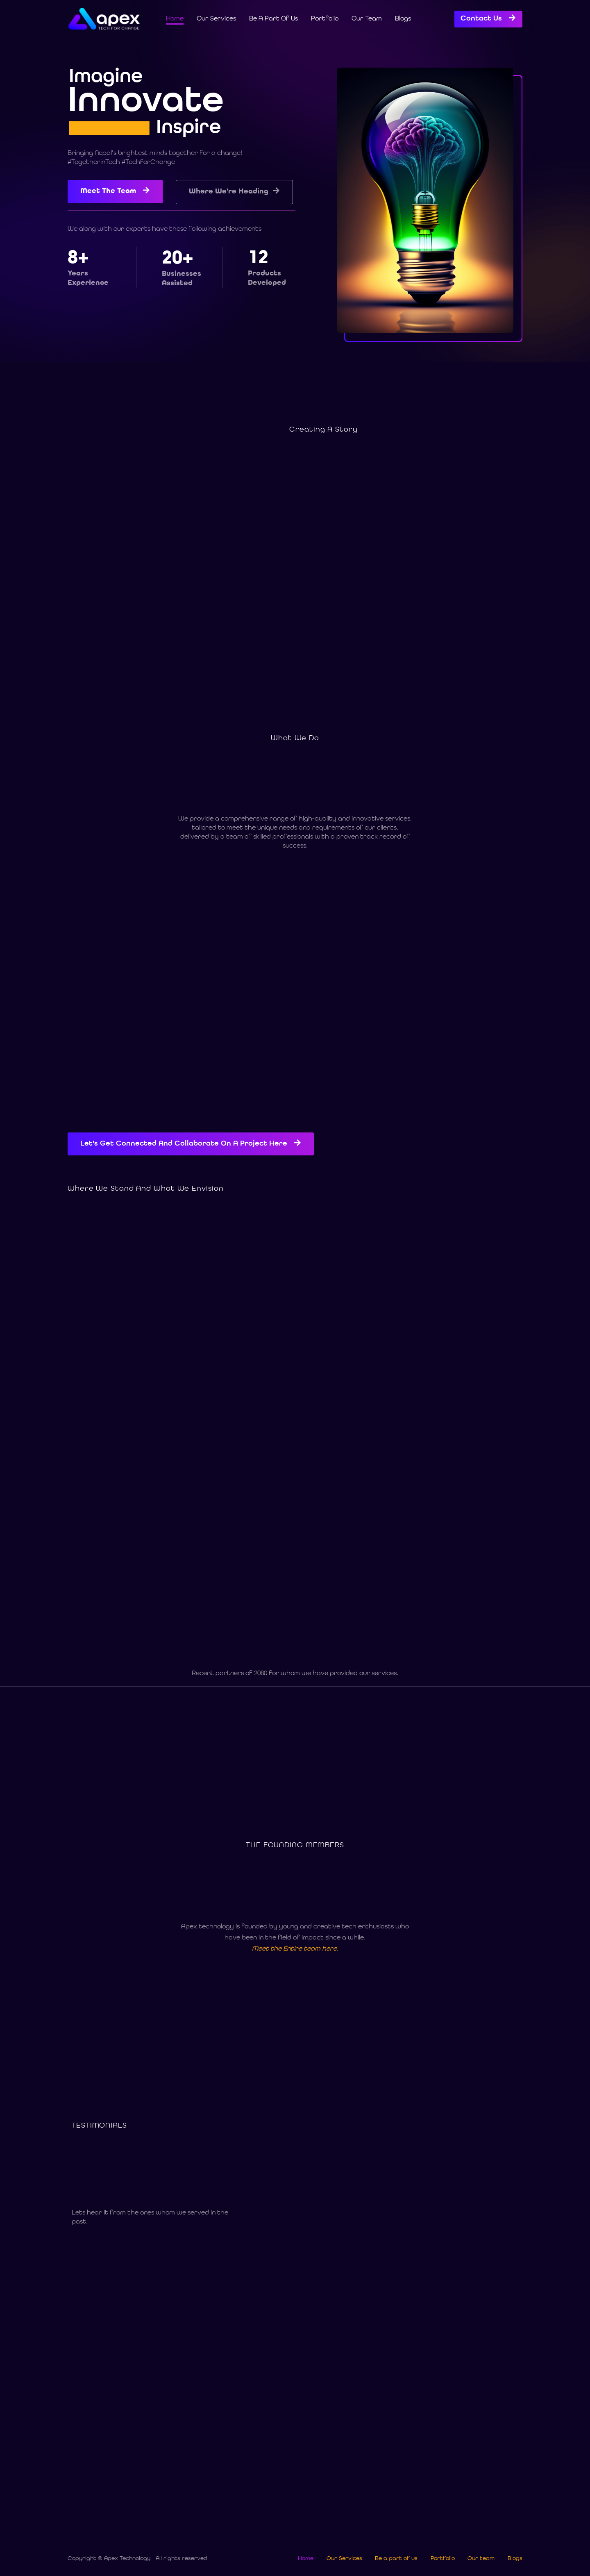 apex
TECH FOR CHANGE
Home
Our Services
Be A Part Of Us
Portfolio
Our Team
Blogs
Contact Us
Imagine
Innovate
Inspire
Bringing Nepal's brightest minds together for a change!
#TogetherinTech #TechForChange
Meet The Team
Where We're Heading
We along with our experts have these following achievements
8+
Years
Experience
20+
Businesses
Assisted
12
Products
Developed
Creating A Story
What We Do
We provide a comprehensive range of high-quality and innovative services.
tailored to meet the unique needs and requirements of our clients.
delivered by a team of skilled professionals with a proven track record of
success.
Let's Get Connected And Collaborate On A Project Here
Where We Stand And What We Envision
Recent partners of 2080 for whom we have provided our services.
THE FOUNDING MEMBERS
Apex technology is founded by young and creative tech enthusiasts who
have been in the field of impact since a while.
Meet the Entire team here.
TESTIMONIALS
Lets hear it from the ones whom we served in the
past.
Copyright © Apex Technology | All rights reserved
Home
Our Services
Be a part of us
Portfolio
Our team
Blogs